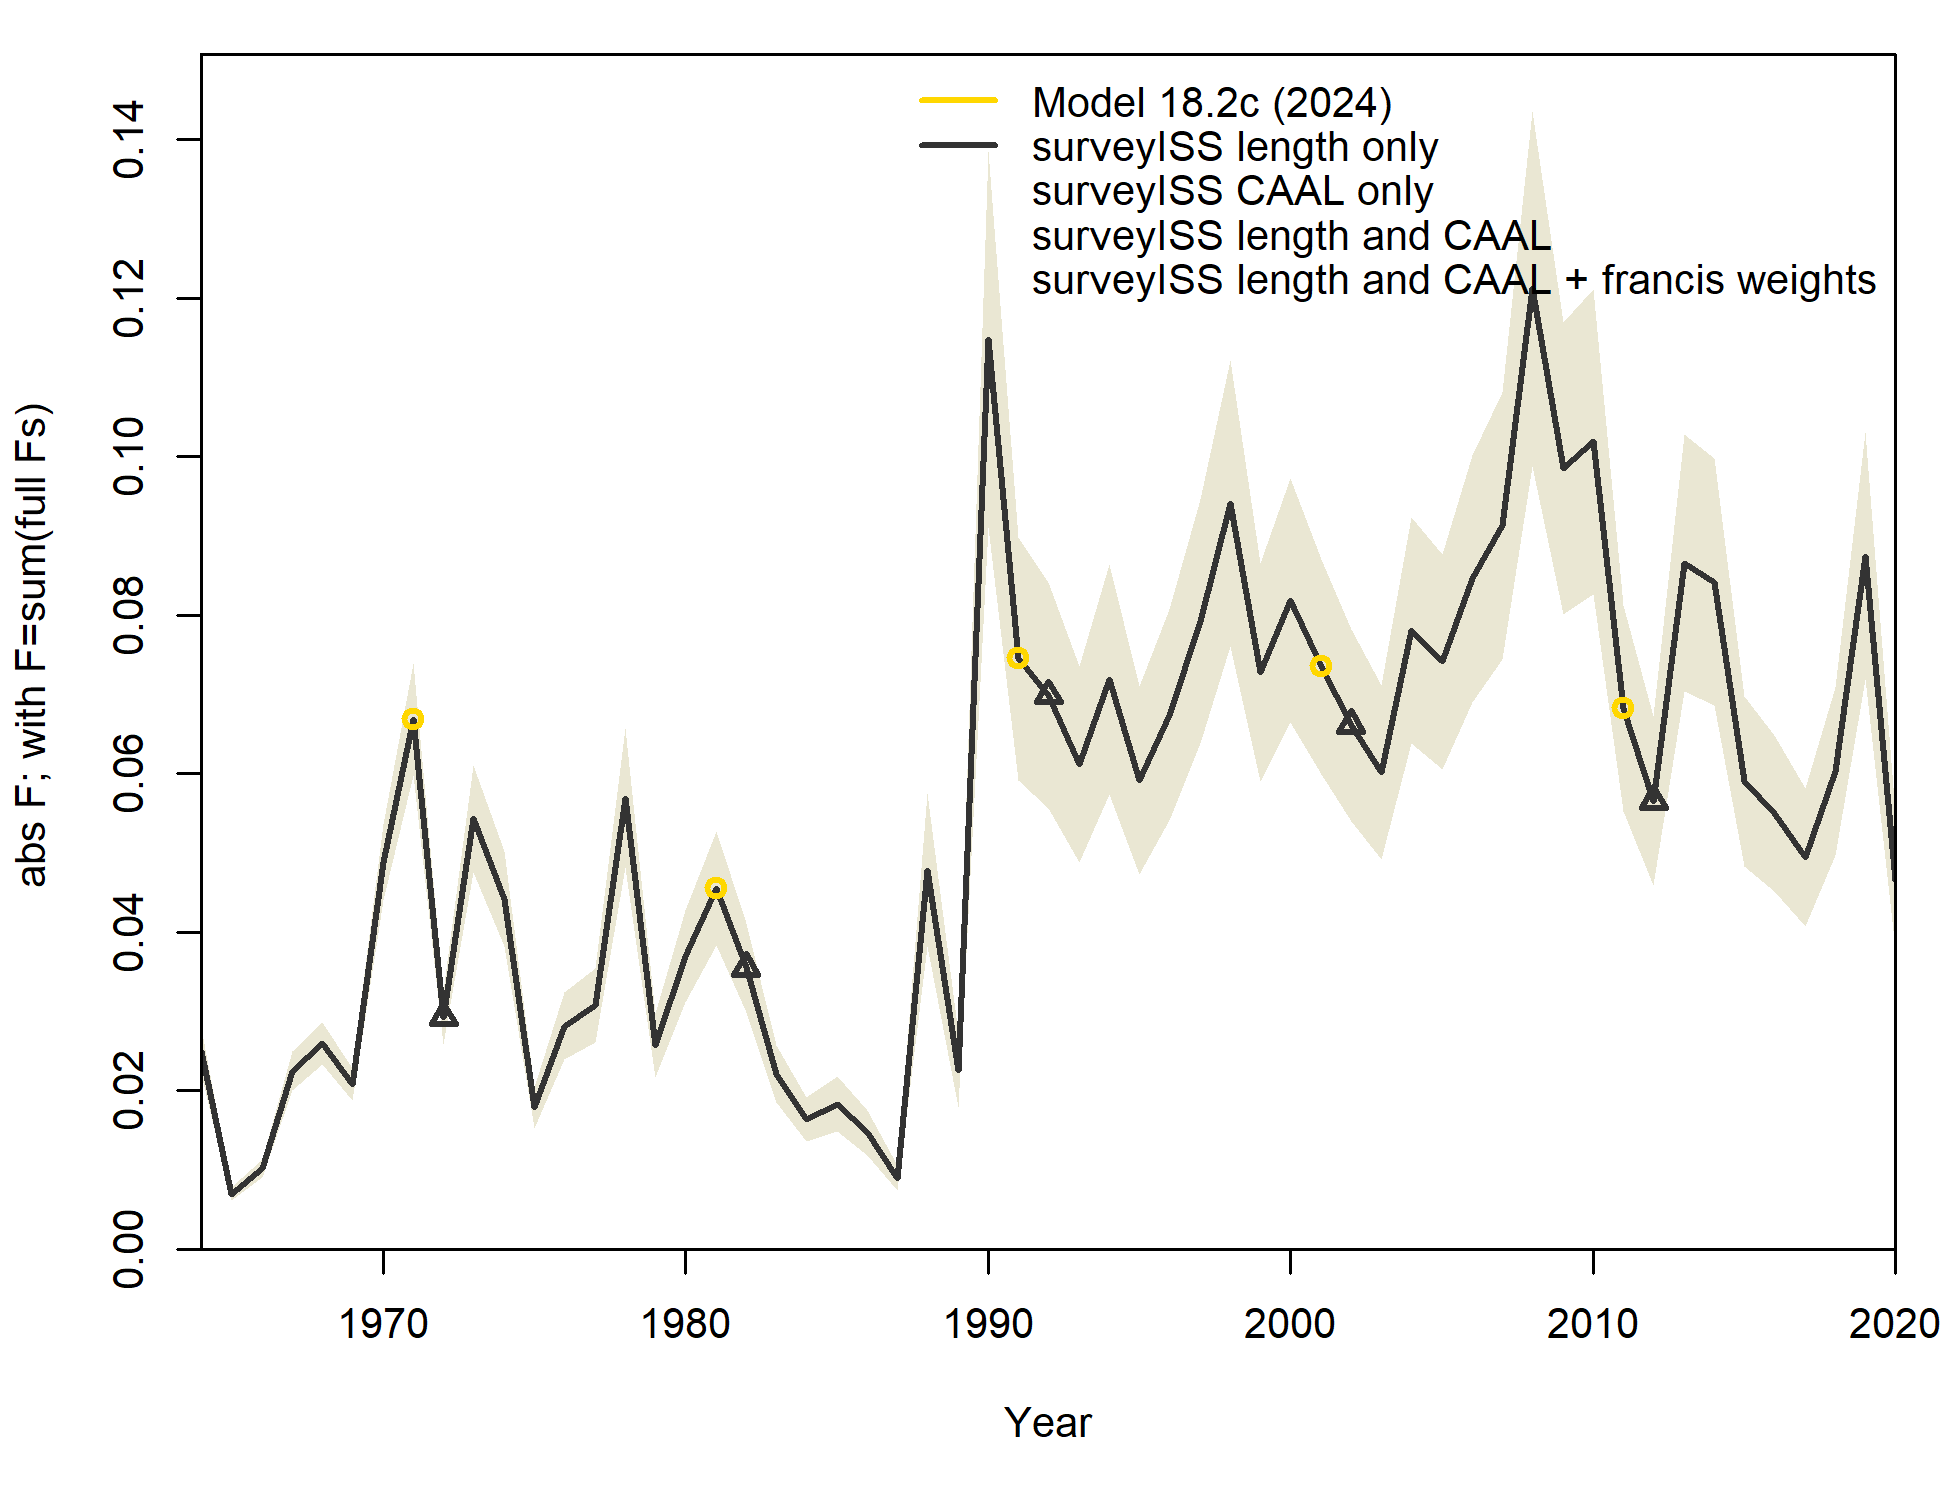 Model 18.2c (2024)
surveyISS length only
surveyISS CAAL only
surveyISS length and CAAL
surveyISS length and CAAL + francis weights
abs F; with F=sum(full Fs)
0.14
0.12
0.10
0.08
0.06
0.04
0.02
0.00
1970 1980 1990 2000 2010 2020
Year